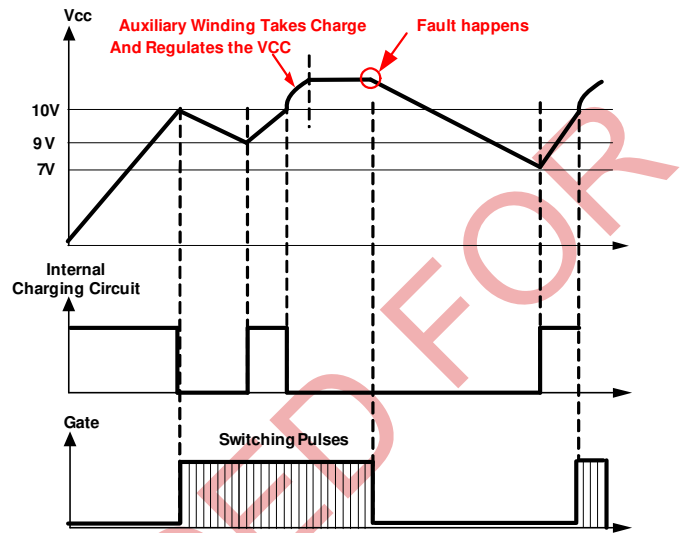 Vcc
Auxiliary Winding Takes Charge
And Regulates the VCC
Fault happens
10V
9 V
7V
Internal
Charging Circuit
Gate
Switching Pulses
ED FOR